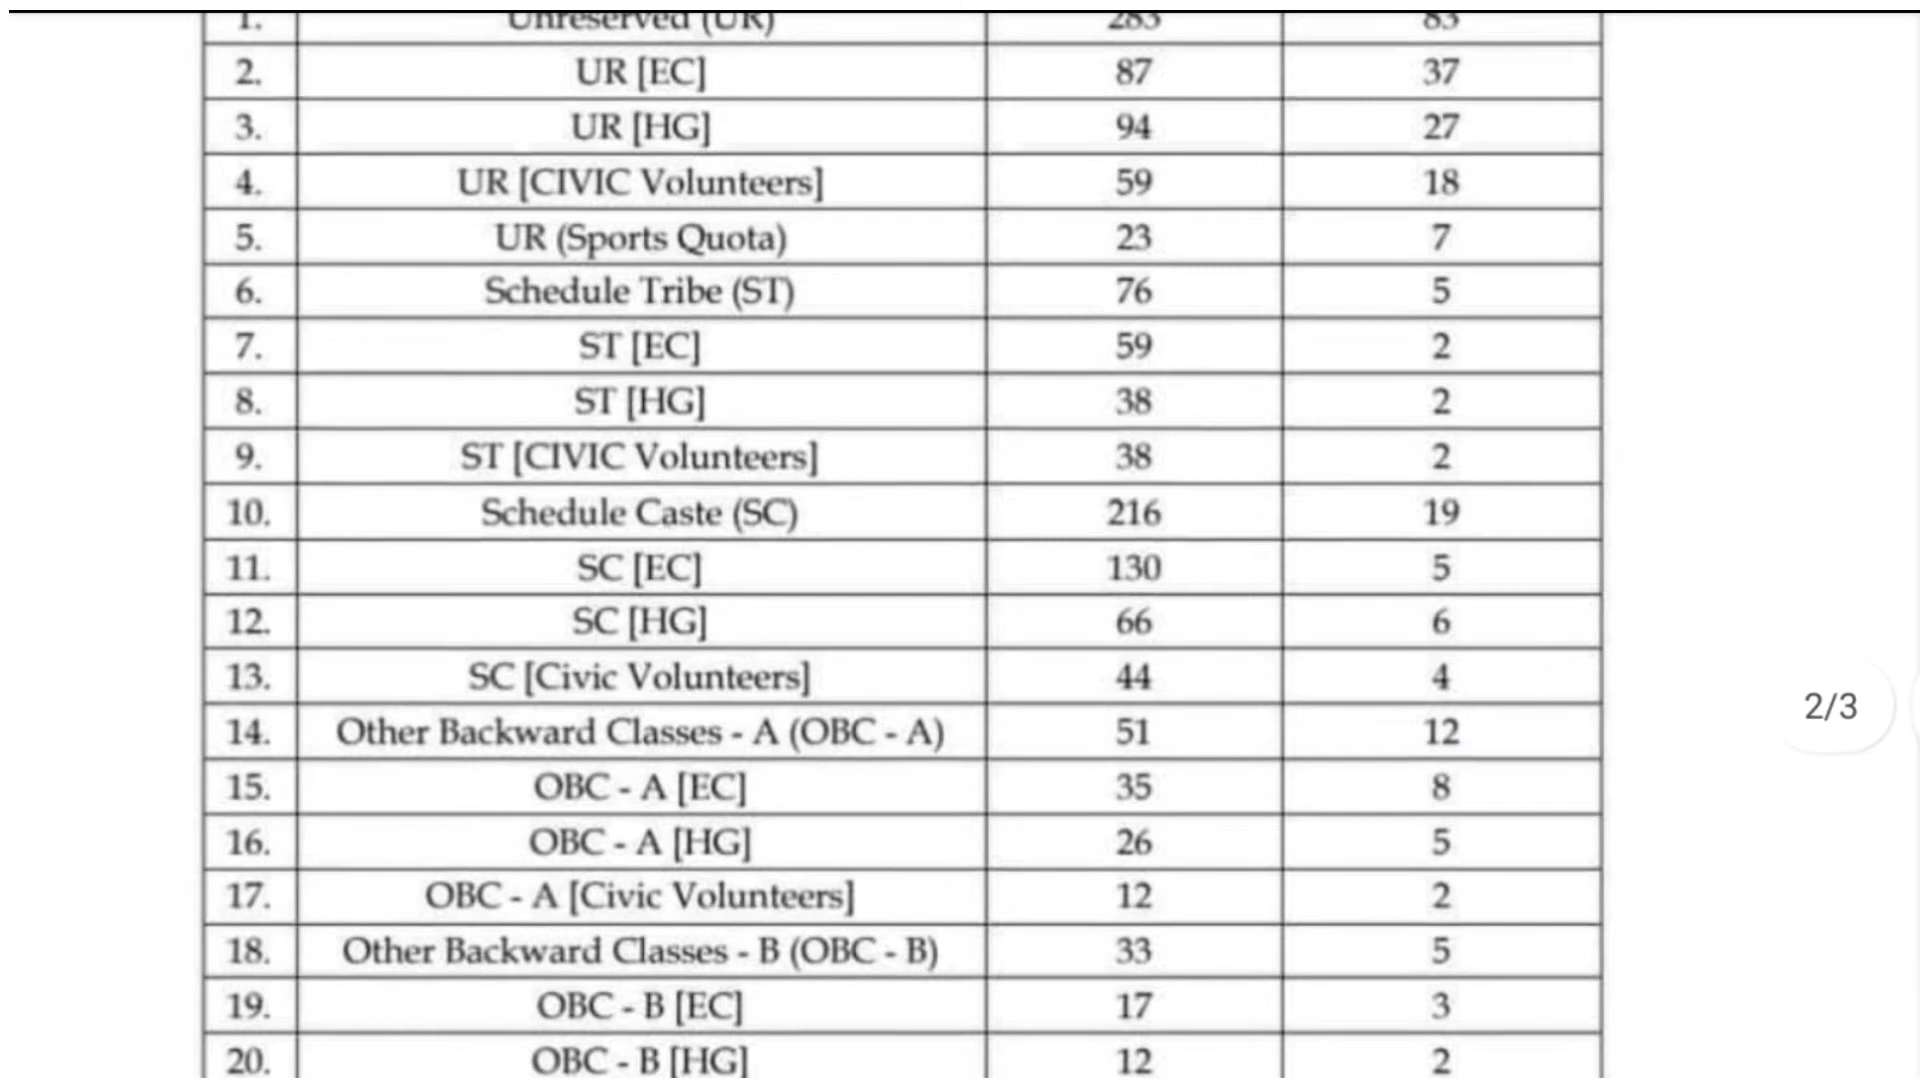 1. Unreserved (UR) 283 83
2. UR [EC] 87 37
3. UR [HG] 94 27
4. UR [CIVIC Volunteers] 59 18
5. UR (Sports Quota) 23 7
6. Schedule Tribe (ST) 76 5
7. ST [EC] 59 2
8. ST [HG] 38 2
9. ST [CIVIC Volunteers] 38 2
10. Schedule Caste (SC) 216 19
11. SC [EC] 130 5
12. SC [HG] 66 6
13. SC [Civic Volunteers] 44 4
2/3
14. Other Backward Classes - A (OBC - A) 51 12
15. OBC - A [EC] 35 8
16. OBC - A [HG] 26 5
17. OBC - A [Civic Volunteers] 12 2
18. Other Backward Classes - B (OBC - B) 33 5
19. OBC - B [EC] 17 3
20. OBC - B [HG] 12 2